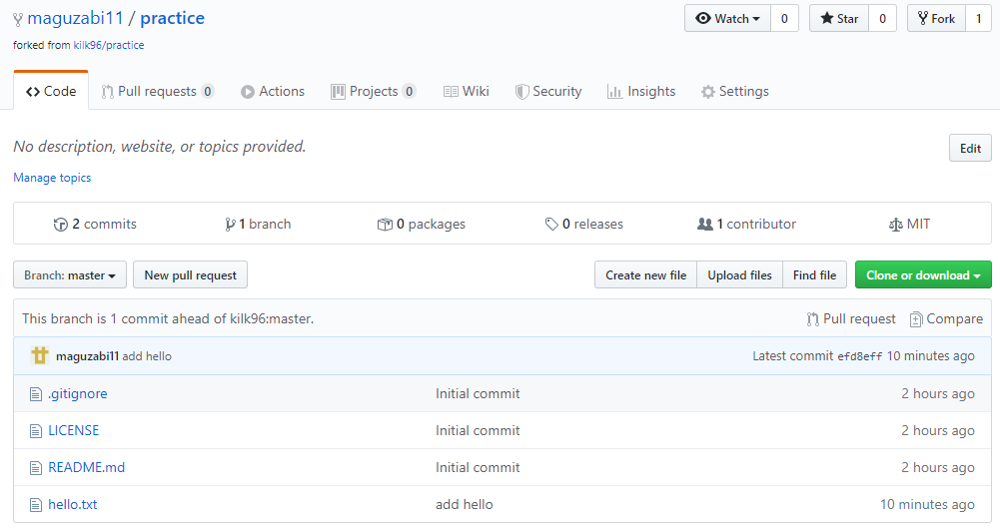 maguzabi11 / practice Watch 0 Star 0 Fork 1
forked from kilk96/practice
Code Pull requests 0 Actions Projects 0 Wiki Security Insights Settings
No description, website, or topics provided. Edit
Manage topics
2 commits 1 branch 0 packages 0 releases 1 contributor MIT
Branch: master New pull request Create new file Upload files Find file Clone or download
This branch is 1 commit ahead of kilk96:master. Pull request Compare
maguzabi11 add hello Latest commit efd8eff 10 minutes ago
.gitignore Initial commit 2 hours ago
LICENSE Initial commit 2 hours ago
README.md Initial commit 2 hours ago
hello.txt add hello 10 minutes ago